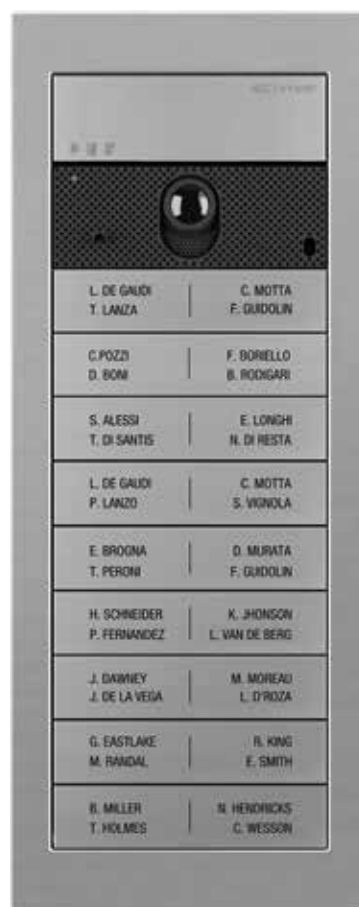 L. DE GAUDI C. MOTTA
T. LANZA F. GUIDOLIN
C.POZZI F. BORIELLO
D. BONI B. RODIGARI
S. ALESSI E. LONGHI
T. DI SANTIS N. DI RESTA
L. DE GAUDI C. MOTTA
P. LANZO S. VIGNOLA
E. BROGNA D. MURATA
T. PERONI F. GUIDOLIN
H. SCHNEIDER K. JHONSON
P. FERNANDEZ L. VAN DE BERG
J. DAWNEY M. MOREAU
J. DE LA VEGA L. D'ROZA
G. EASTLAKE R. KING
M. RANDAL E. SMITH
B. MILLER N. HENDRICKS
T. HOLMES C. WESSON